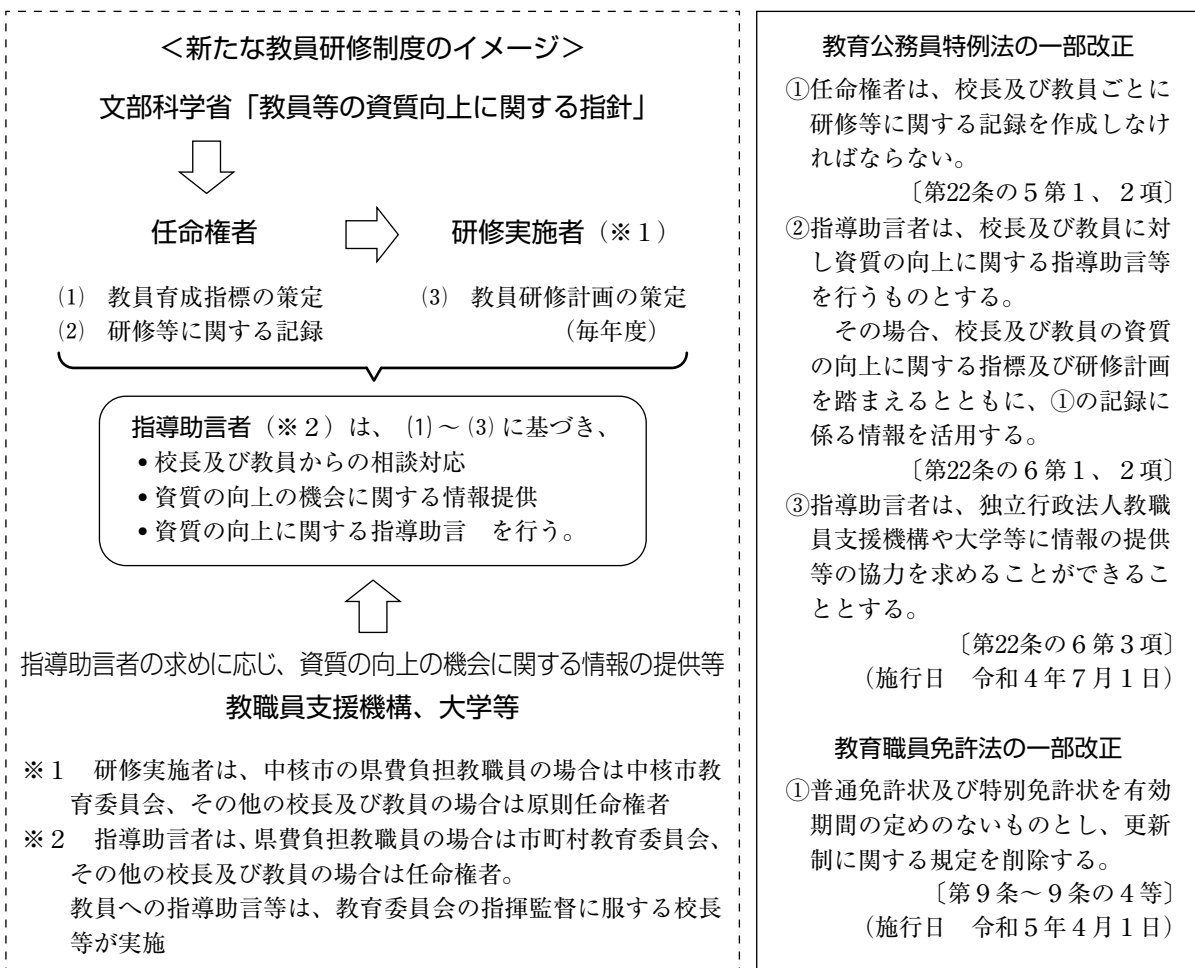 ＜新たな教員研修制度のイメージ＞
文部科学省「教員等の資質向上に関する指針」
任命権者
研修実施者（※１）
⑴　教員育成指標の策定
⑵　研修等に関する記録
⑶　教員研修計画の策定
（毎年度）
指導助言者（※２）は、⑴～⑶に基づき、
•校長及び教員からの相談対応
•資質の向上の機会に関する情報提供
•資質の向上に関する指導助言　を行う。
指導助言者の求めに応じ、資質の向上の機会に関する情報の提供等
教職員支援機構、大学等
※１　研修実施者は、中核市の県費負担教職員の場合は中核市教
育委員会、その他の校長及び教員の場合は原則任命権者
※２　指導助言者は、県費負担教職員の場合は市町村教育委員会、
その他の校長及び教員の場合は任命権者。
教員への指導助言等は、教育委員会の指揮監督に服する校長
等が実施
教育公務員特例法の一部改正
①任命権者は、校長及び教員ごとに
研修等に関する記録を作成しなけ
ればならない。
〔第22条の５第１、２項〕
②指導助言者は、校長及び教員に対
し資質の向上に関する指導助言等
を行うものとする。
その場合、校長及び教員の資質
の向上に関する指標及び研修計画
を踏まえるとともに、①の記録に
係る情報を活用する。
〔第22条の６第１、２項〕
③指導助言者は、独立行政法人教職
員支援機構や大学等に情報の提供
等の協力を求めることができるこ
ととする。
〔第22条の６第３項〕
（施行日　令和４年７月１日）
教育職員免許法の一部改正
①普通免許状及び特別免許状を有効
期間の定めのないものとし、更新
制に関する規定を削除する。
〔第９条～９条の４等〕
（施行日　令和５年４月１日）